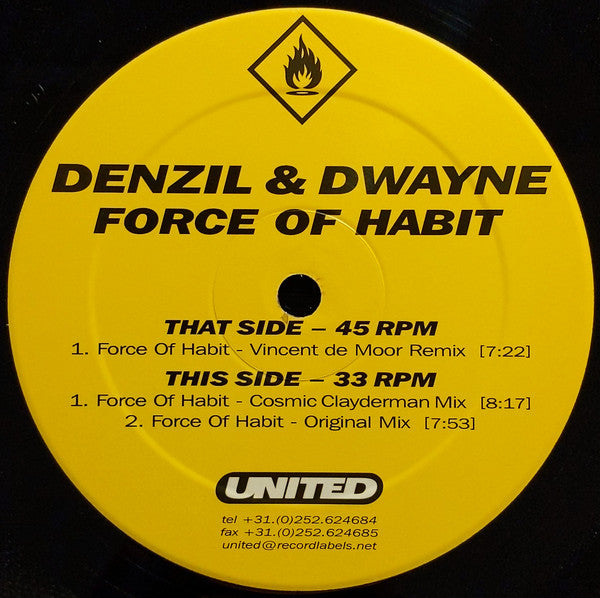 DENZIL & DWAYNE
FORCE OF HABIT
THAT SIDE – 45 RPM
1. Force Of Habit - Vincent de Moor Remix [7:22]
THIS SIDE – 33 RPM
1. Force Of Habit - Cosmic Clayderman Mix [8:17]
2. Force Of Habit - Original Mix [7:53]
UNITED
tel +31.(0)252.624684
fax +31.(0)252.624685
united@recordlabels.net